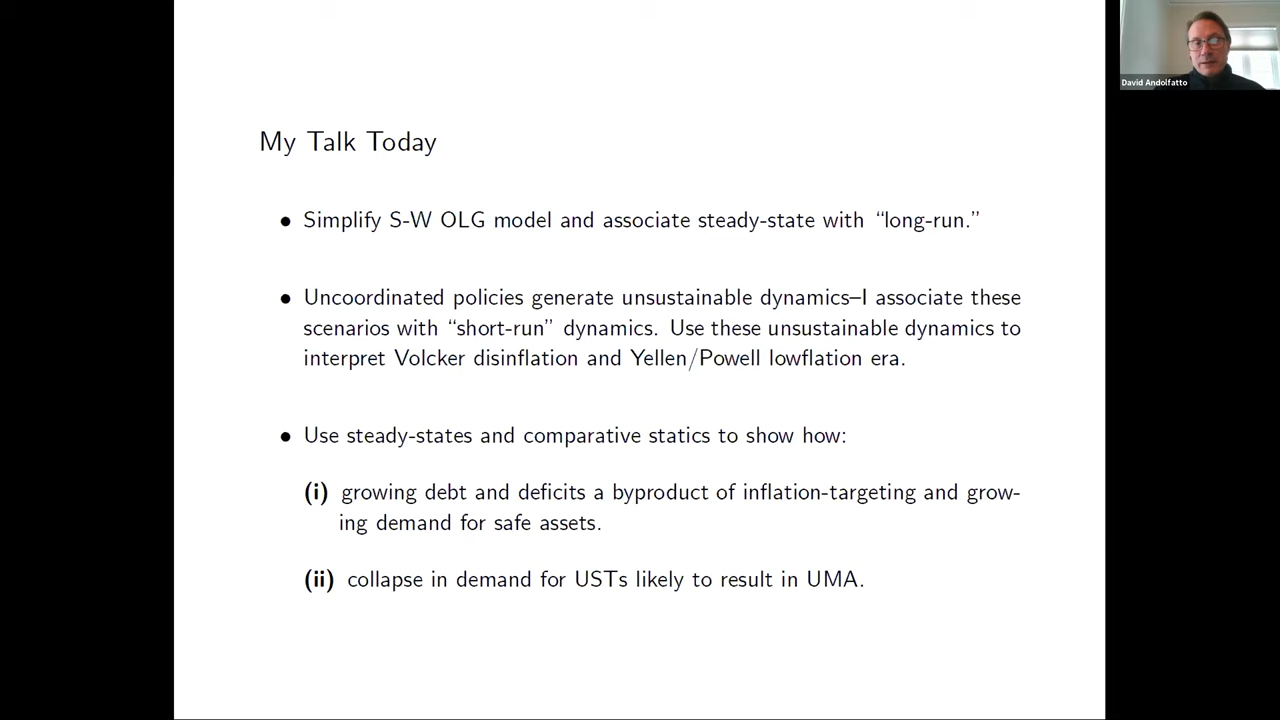 My Talk Today
• Simplify S-W OLG model and associate steady-state with “long-run.”
• Uncoordinated policies generate unsustainable dynamics–I associate these
scenarios with “short-run” dynamics. Use these unsustainable dynamics to
interpret Volcker disinflation and Yellen/Powell lowflation era.
• Use steady-states and comparative statics to show how:
(i) growing debt and deficits a byproduct of inflation-targeting and grow-
ing demand for safe assets.
(ii) collapse in demand for USTs likely to result in UMA.
David Andolfatto